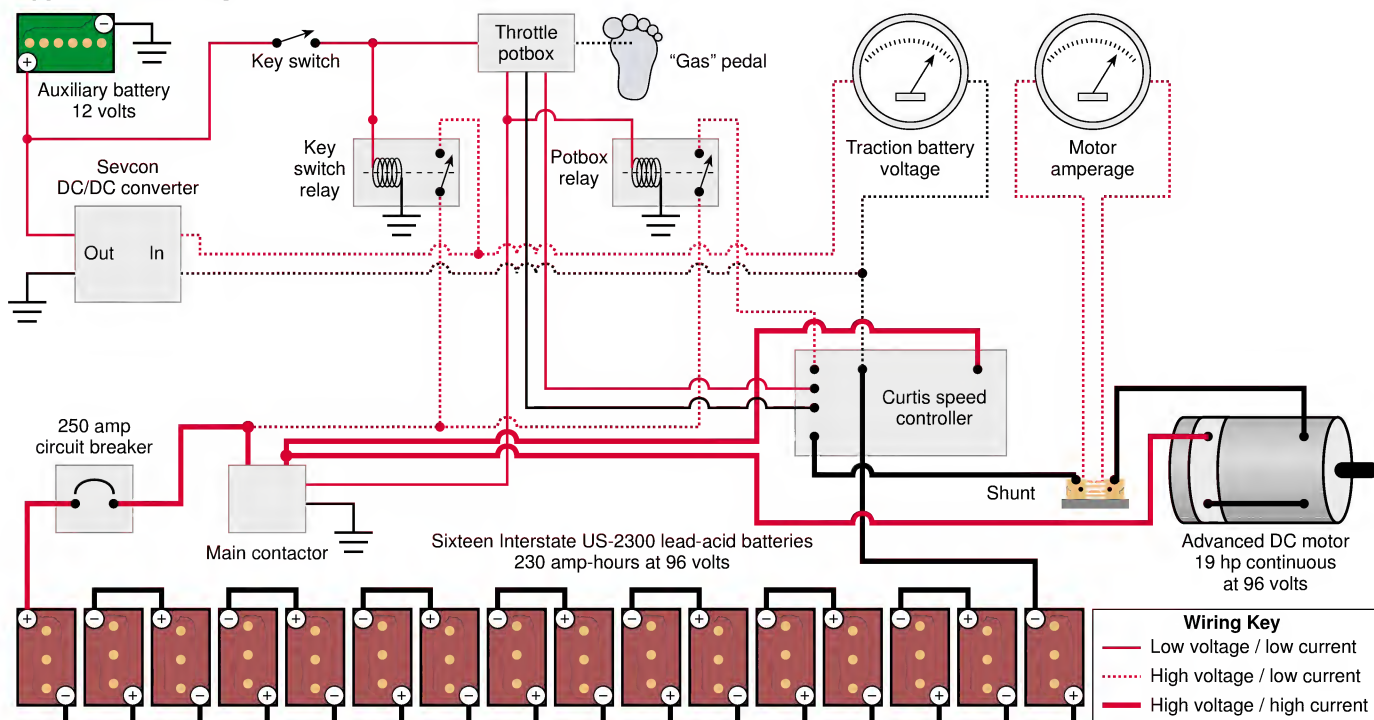 Throttle
potbox
Key switch
“Gas” pedal
Auxiliary battery
12 volts
Key
switch
relay
Potbox
relay
Traction battery
voltage
Motor
amperage
Sevcon
DC/DC converter
Out In
Curtis speed
controller
250 amp
circuit breaker
Shunt
Main contactor
Sixteen Interstate US-2300 lead-acid batteries
230 amp-hours at 96 volts
Advanced DC motor
19 hp continuous
at 96 volts
Wiring Key
Low voltage / low current
High voltage / low current
High voltage / high current